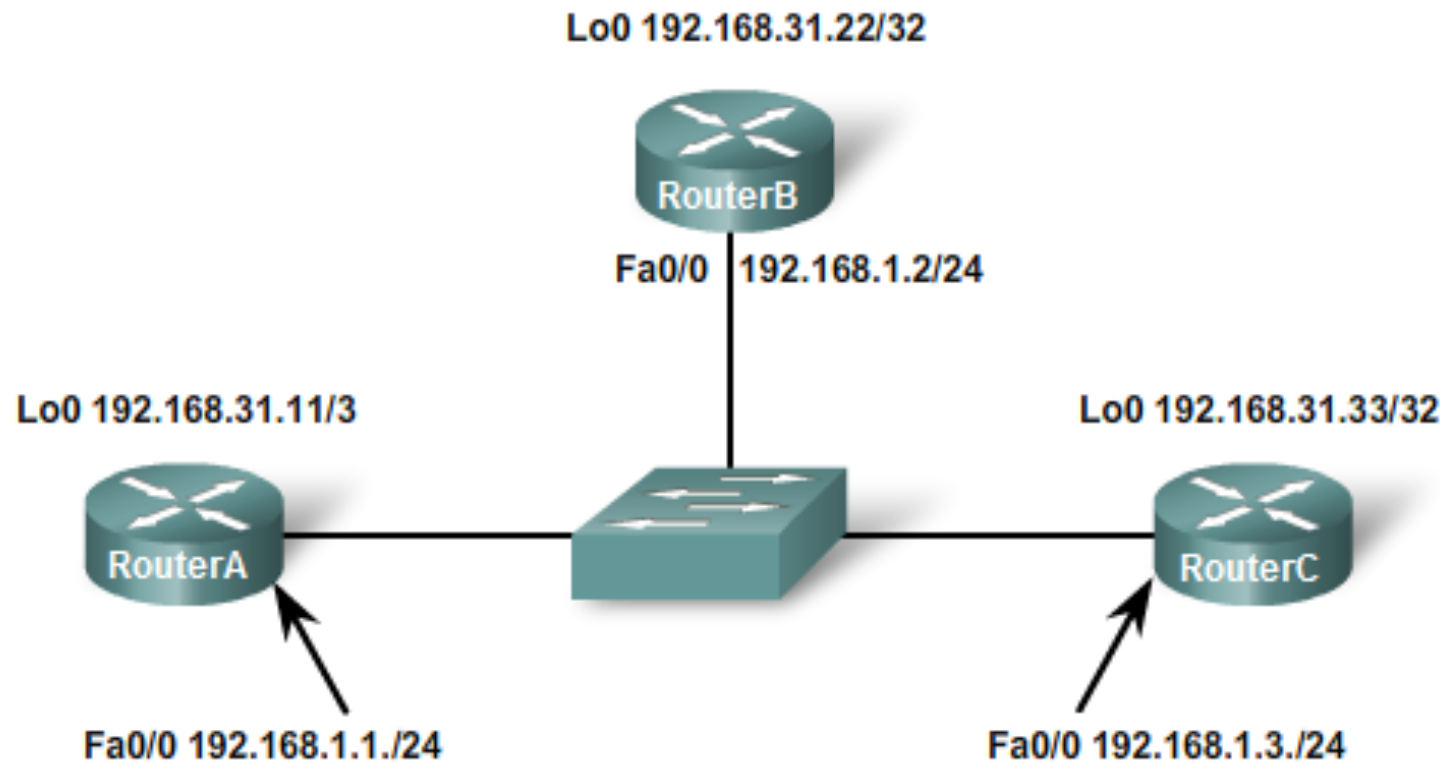 Lo0 192.168.31.22/32
RouterB
Fa0/0 192.168.1.2/24
Lo0 192.168.31.11/3
Lo0 192.168.31.33/32
RouterA
RouterC
Fa0/0 192.168.1.1./24
Fa0/0 192.168.1.3./24